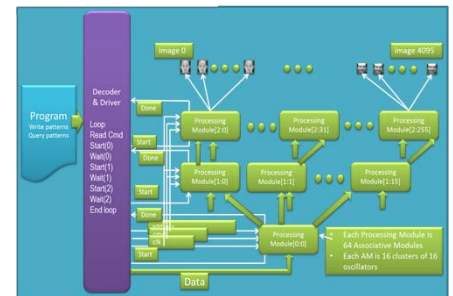 image 0
image 4095
Program
Write patterns
Query patterns
Decoder
& Driver
Loop
Read Cmd
Start(0)
Wait(0)
Start(1)
Wait(1)
Start(2)
Wait(2)
End loop
Done
Start
Done
Start
Done
clk
Start
Data
Processing
Module[2:0]
Processing
Module[2:31]
Processing
Module[2:255]
Processing
Module[1:0]
Processing
Module[1:1]
Processing
Module[1:15]
Processing
Module[0:0]
• Each Processing Module is
64 Associative Modules
• Each AM is 16 clusters of 16
oscillators